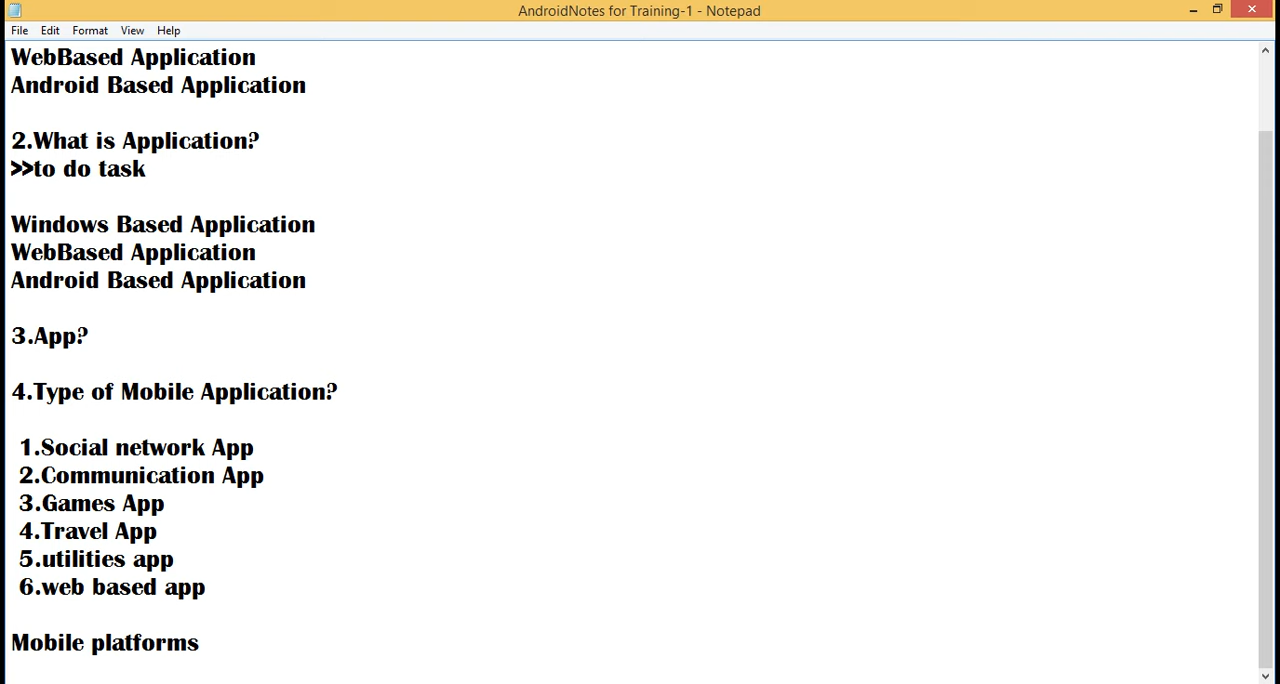 AndroidNotes for Training-1 - Notepad
File Edit Format View Help
WebBased Application
Android Based Application
2.What is Application?
>>to do task
Windows Based Application
WebBased Application
Android Based Application
3.App?
4.Type of Mobile Application?
1.Social network App
2.Communication App
3.Games App
4.Travel App
5.utilities app
6.web based app
Mobile platforms